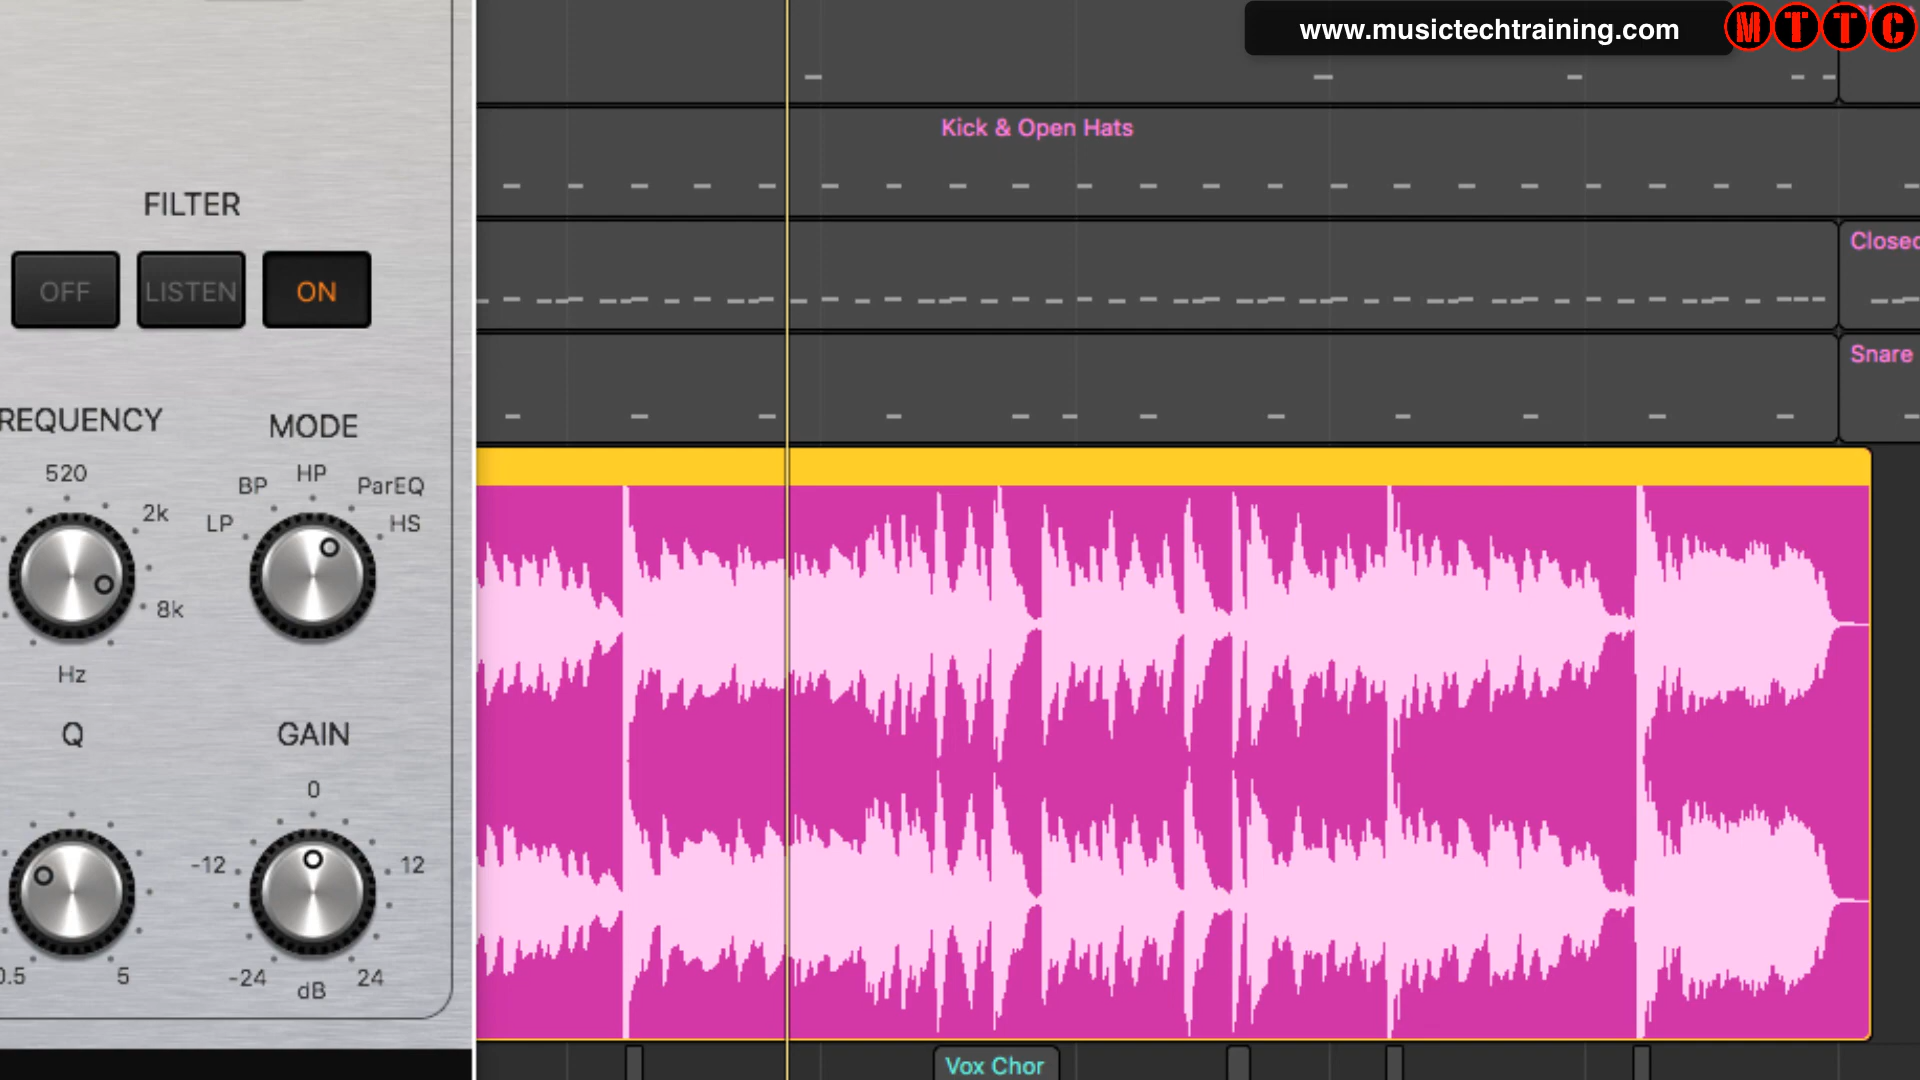 www.musictechtraining.com
MTTC
Kick & Open Hats
FILTER
OFF LISTEN ON
Closed
Snare
REQUENCY MODE
520 HP
BP ParEQ
2k LP HS
8k
Hz
Q GAIN
0
-12 12
0.5 5 -24 24
dB
Vox Chor